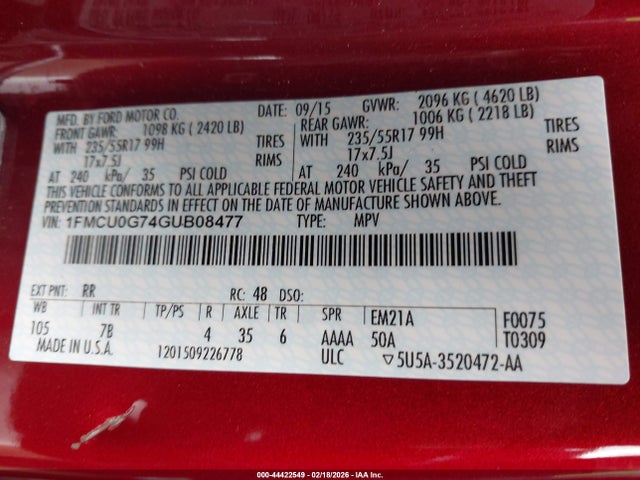 MFD. BY FORD MOTOR CO. DATE: 09/15 GVWR: 2096 KG ( 4620 LB)
FRONT GAWR: 1098 KG ( 2420 LB) REAR GAWR: 1006 KG ( 2218 LB)
WITH 235/55R17 99H TIRES WITH 235/55R17 99H TIRES
17x7.5J RIMS 17x7.5J RIMS
AT 240 kPa/ 35 PSI COLD AT 240 kPa/ 35 PSI COLD
THIS VEHICLE CONFORMS TO ALL APPLICABLE FEDERAL MOTOR VEHICLE SAFETY AND THEFT
PREVENTION STANDARDS IN EFFECT ON THE DATE OF MANUFACTURE SHOWN ABOVE.
VIN: 1FMCU0G74GUB08477 TYPE: MPV
EXT PNT: RR RC: 48 DSO:
WB INT TR TP/PS R AXLE TR SPR EM21A F0075
105 7B 4 35 6 AAAA 50A T0309
MADE IN U.S.A. 1201509226778 ULC ▽5U5A-3520472-AA
000-44422549 - 02/18/2026 - IAA Inc.